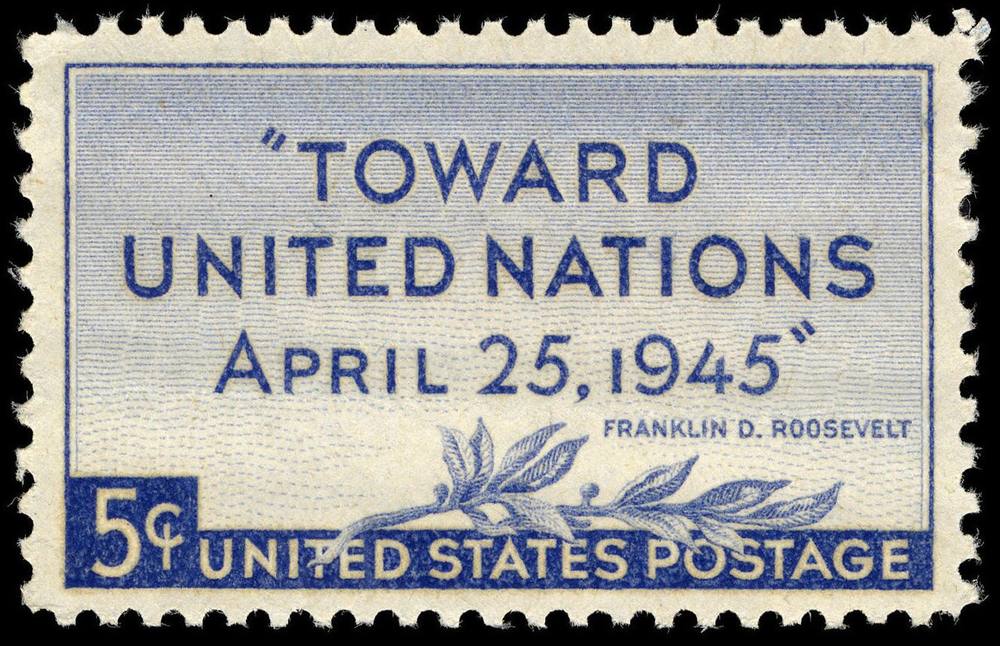 "TOWARD
UNITED NATIONS
APRIL 25, 1945"
FRANKLIN D. ROOSEVELT
5¢
UNITED STATES POSTAGE